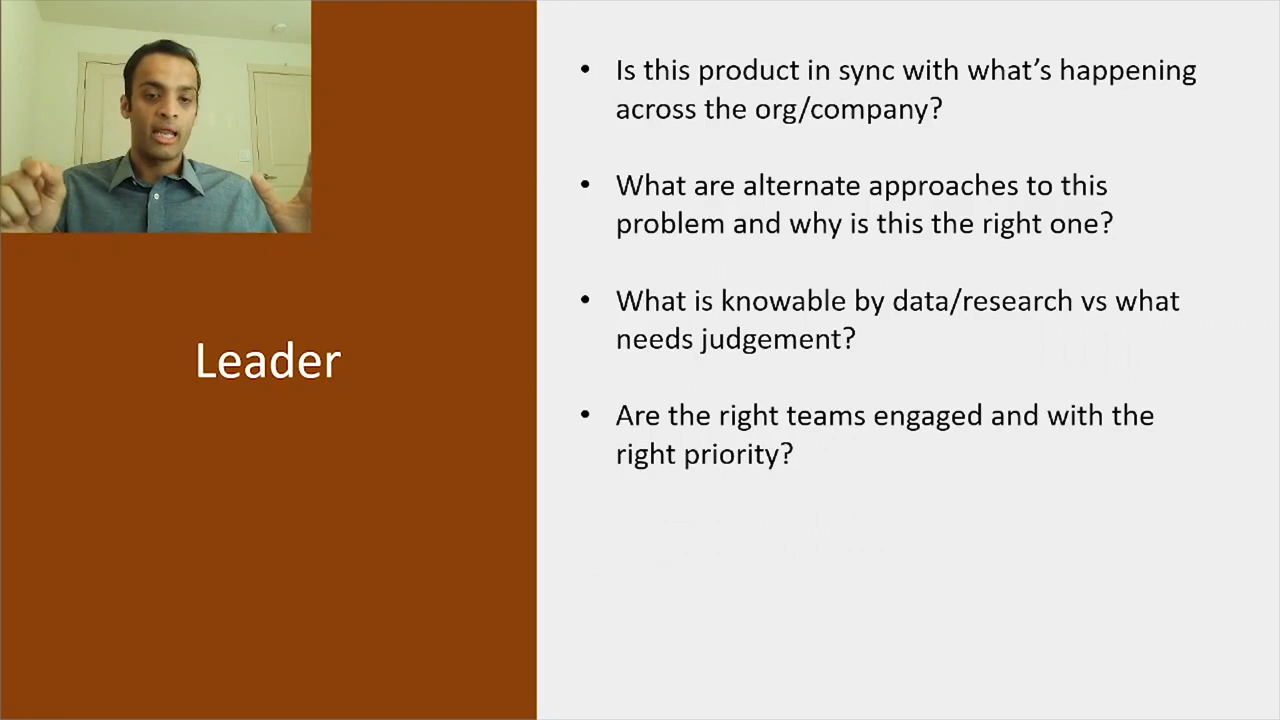 Leader
• Is this product in sync with what’s happening
across the org/company?
• What are alternate approaches to this
problem and why is this the right one?
• What is knowable by data/research vs what
needs judgement?
• Are the right teams engaged and with the
right priority?